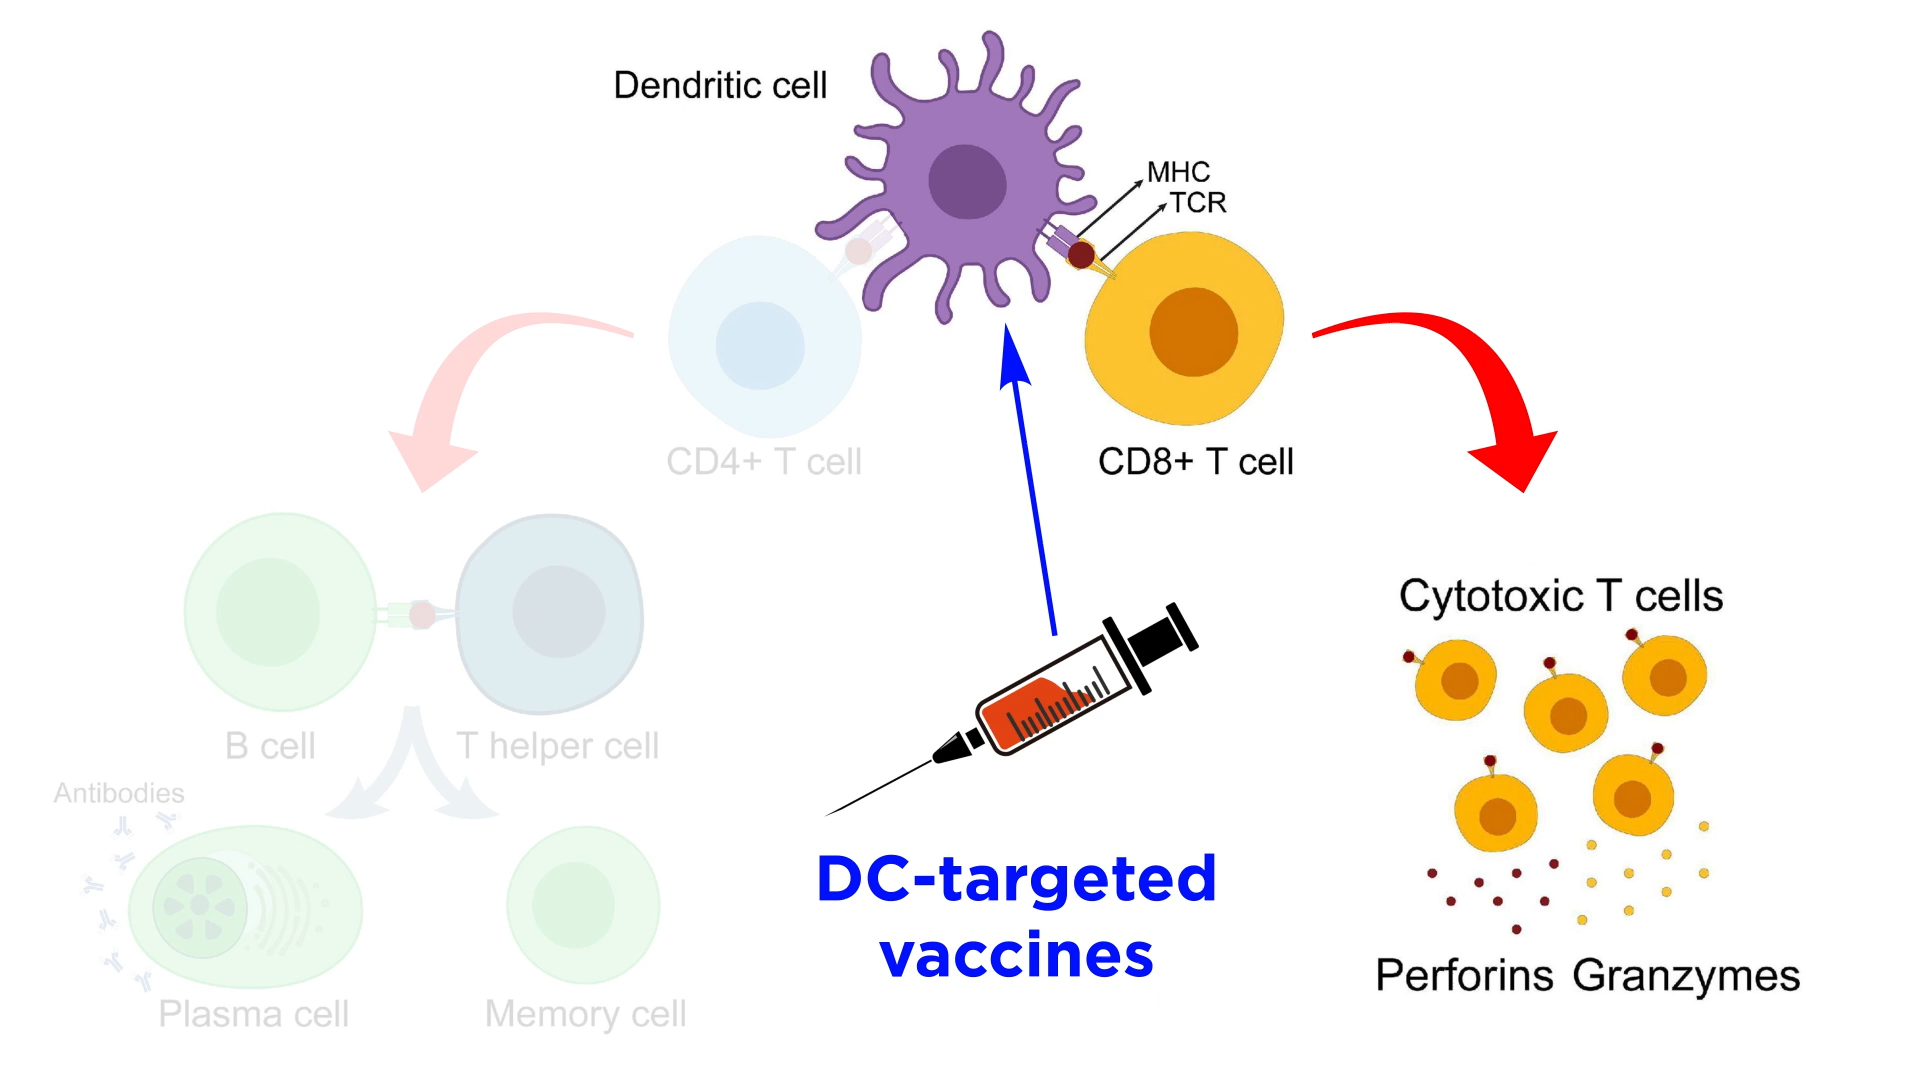 Dendritic cell
MHC
TCR
CD4+ T cell
CD8+ T cell
Cytotoxic T cells
B cell
T helper cell
Antibodies
DC-targeted
vaccines
Perforins Granzymes
Plasma cell
Memory cell